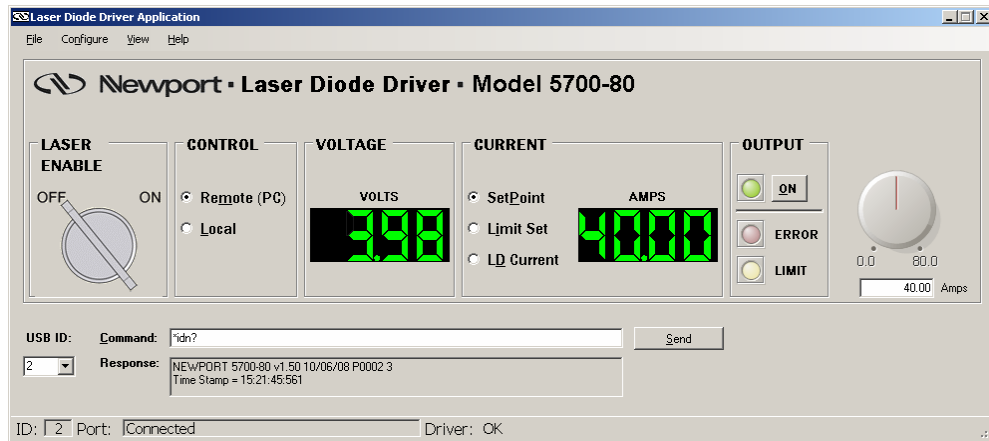 Laser Diode Driver Application
File Configure View Help
Newport ▪ Laser Diode Driver ▪ Model 5700-80
LASER ENABLE
OFF ON
CONTROL
Remote (PC)
Local
VOLTAGE
VOLTS
3.98
CURRENT
SetPoint
Limit Set
LD Current
AMPS
40.00
OUTPUT
ON
ERROR
LIMIT
0.0 80.0
40.00 Amps
USB ID: Command: *idn? Send
2 Response: NEWPORT 5700-80 v1.50 10/06/08 P0002 3
Time Stamp = 15:21:45:561
ID: 2 Port: Connected Driver: OK